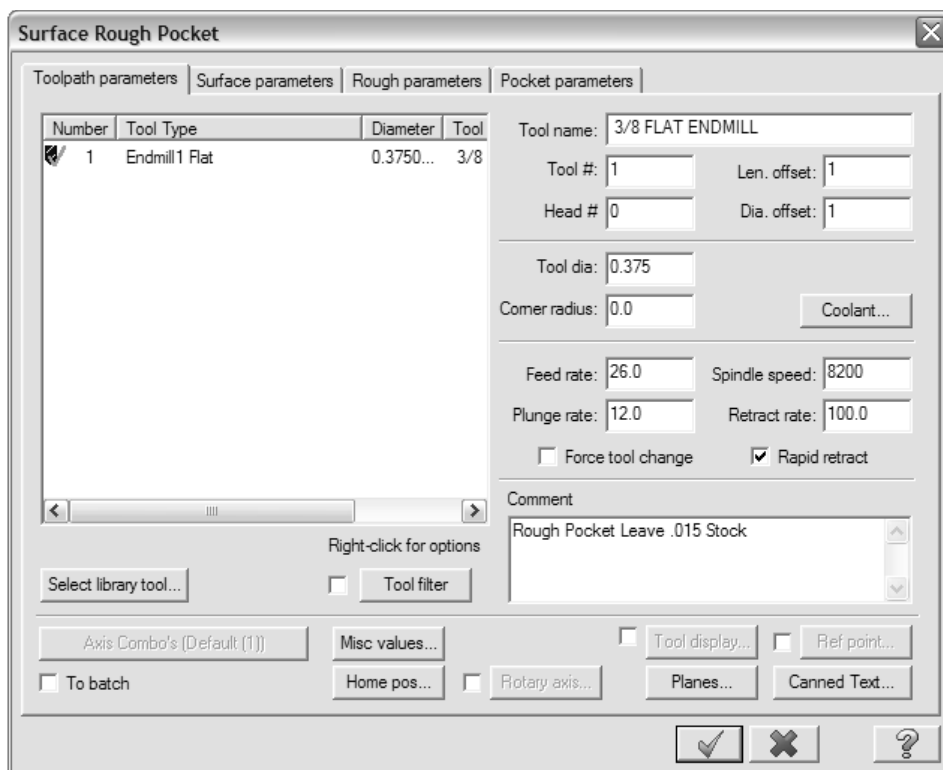 Surface Rough Pocket
Toolpath parameters Surface parameters Rough parameters Pocket parameters
Number Tool Type Diameter Tool
1 Endmill1 Flat 0.3750... 3/8
Tool name: 3/8 FLAT ENDMILL
Tool #: 1 Len. offset: 1
Head # 0 Dia. offset: 1
Tool dia: 0.375
Corner radius: 0.0 Coolant...
Feed rate: 26.0 Spindle speed: 8200
Plunge rate: 12.0 Retract rate: 100.0
Force tool change Rapid retract
Comment
Rough Pocket Leave .015 Stock
Right-click for options
Select library tool... Tool filter
Axis Combo's (Default (1)) Misc values... Tool display... Ref point...
To batch Home pos... Rotary axis... Planes... Canned Text...